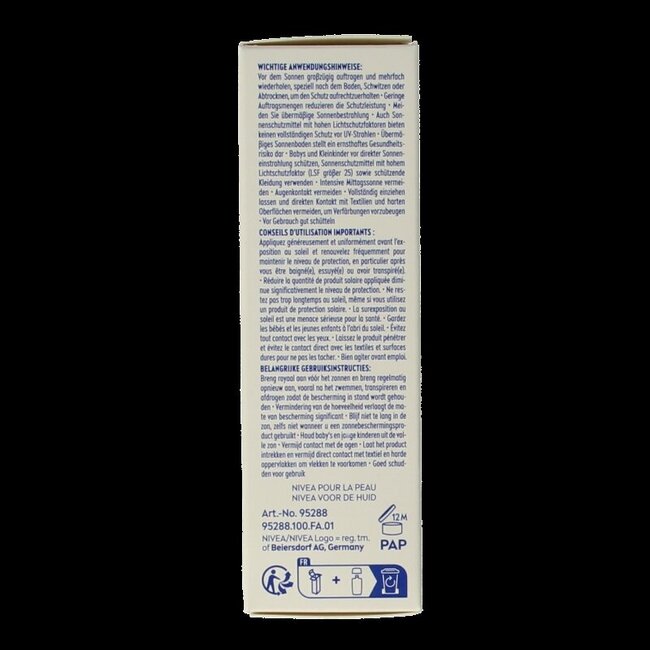 WICHTIGE ANWENDUNGSHINWEISE:
Vor dem Sonnen großzügig auftragen und mehrfach
wiederholen, speziell nach dem Baden, Schwitzen oder
Abtrocknen, um den Schutz aufrechtzuerhalten • Geringe
Auftragsmengen reduzieren die Schutzleistung • Mei-
den Sie übermäßige Sonnenbestrahlung • Auch Son-
nenschutzmittel mit hohen Lichtschutzfaktoren bieten
keinen vollständigen Schutz vor UV-Strahlen • Übermä-
ßiges Sonnenbaden stellt ein ernsthaftes Gesundheits-
risiko dar • Babys und Kleinkinder vor direkter Sonnen-
einstrahlung schützen, Sonnenschutzmittel mit hohem
Lichtschutzfaktor (LSF größer 25) sowie schützende
Kleidung verwenden • Intensive Mittagssonne vermei-
den • Augenkontakt vermeiden • Vollständig einziehen
lassen und direkten Kontakt mit Textilien und harten
Oberflächen vermeiden, um Verfärbungen vorzubeugen
• Vor Gebrauch gut schütteln
CONSEILS D'UTILISATION IMPORTANTS :
Appliquez généreusement et uniformément avant l'ex-
position au soleil et renouvelez fréquemment pour
maintenir le niveau de protection, en particulier après
vous être baigné(e), essuyé(e) ou avoir transpiré(e).
• Réduire la quantité de produit solaire appliquée dimi-
nue significativement le niveau de protection. • Ne res-
tez pas trop longtemps au soleil, même si vous utilisez
un produit de protection solaire. • La surexposition au
soleil est une menace sérieuse pour la santé. • Gardez
les bébés et les jeunes enfants à l'abri du soleil. • Évitez
tout contact avec les yeux. • Laissez le produit pénétrer
et évitez le contact direct avec les textiles et surfaces
dures pour ne pas les tacher. • Bien agiter avant emploi.
BELANGRIJKE GEBRUIKSINSTRUCTIES:
Breng royaal aan vóór het zonnen en breng regelmatig
opnieuw aan, vooral na het zwemmen, transpireren en
afdrogen zodat de bescherming in stand wordt gehou-
den • Vermindering van de hoeveelheid verlaagt de ma-
te van bescherming significant • Blijf niet te lang in de
zon, zelfs niet wanneer u een zonnebeschermingspro-
duct gebruikt • Houd baby's en jonge kinderen uit de vol-
le zon • Vermijd contact met de ogen • Laat het product
intrekken en vermijd direct contact met textiel en harde
oppervlakken om vlekken te voorkomen • Goed schud-
den voor gebruik
NIVEA POUR LA PEAU
NIVEA VOOR DE HUID
Art.-No. 95288
95288.100.FA.01
NIVEA/NIVEA Logo = reg. tm.
of Beiersdorf AG, Germany
12M
PAP
FR
+